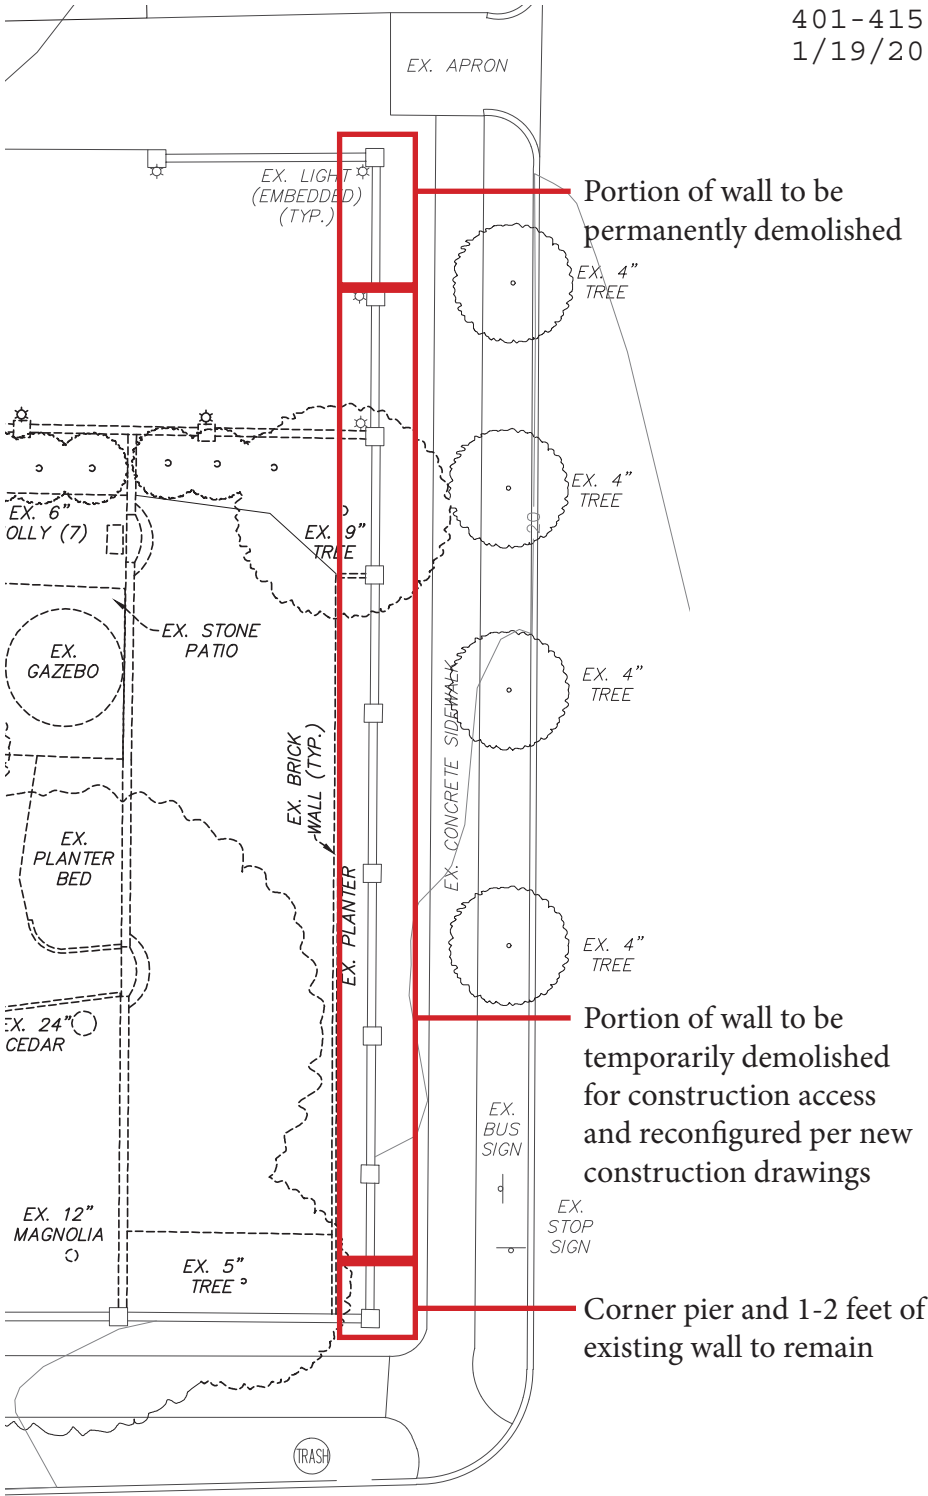 401-415
1/19/20
EX. APRON
EX. LIGHT
(EMBEDDED)
(TYP.)
Portion of wall to be
permanently demolished
EX. 4”
TREE
EX. 4”
TREE
20
EX. 6”
OLLY (7)
EX. 9”
TREE
EX. STONE
PATIO
EX.
GAZEBO
EX. 4”
TREE
EX. BRICK
WALL (TYP.)
EX. CONCRETE SIDEWALK
EX.
PLANTER
BED
EX. PLANTER
EX. 4”
TREE
EX. 24”
CEDAR
Portion of wall to be
temporarily demolished
for construction access
and reconfigured per new
construction drawings
EX.
BUS
SIGN
EX.
STOP
SIGN
EX. 12”
MAGNOLIA
EX. 5”
TREE
Corner pier and 1-2 feet of
existing wall to remain
TRASH